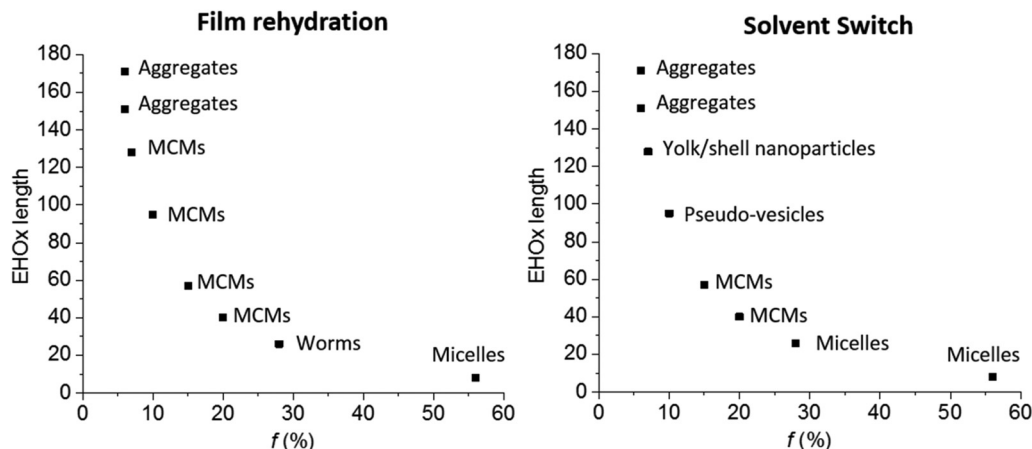 Film rehydration
EHOx length
180
160
140
120
100
80
60
40
20
0
Aggregates
Aggregates
MCMs
MCMs
MCMs
MCMs
Worms
Micelles
0 10 20 30 40 50 60
f (%)
Solvent Switch
EHOx length
180
160
140
120
100
80
60
40
20
0
Aggregates
Aggregates
Yolk/shell nanoparticles
Pseudo-vesicles
MCMs
MCMs
Micelles
Micelles
0 10 20 30 40 50 60
f (%)